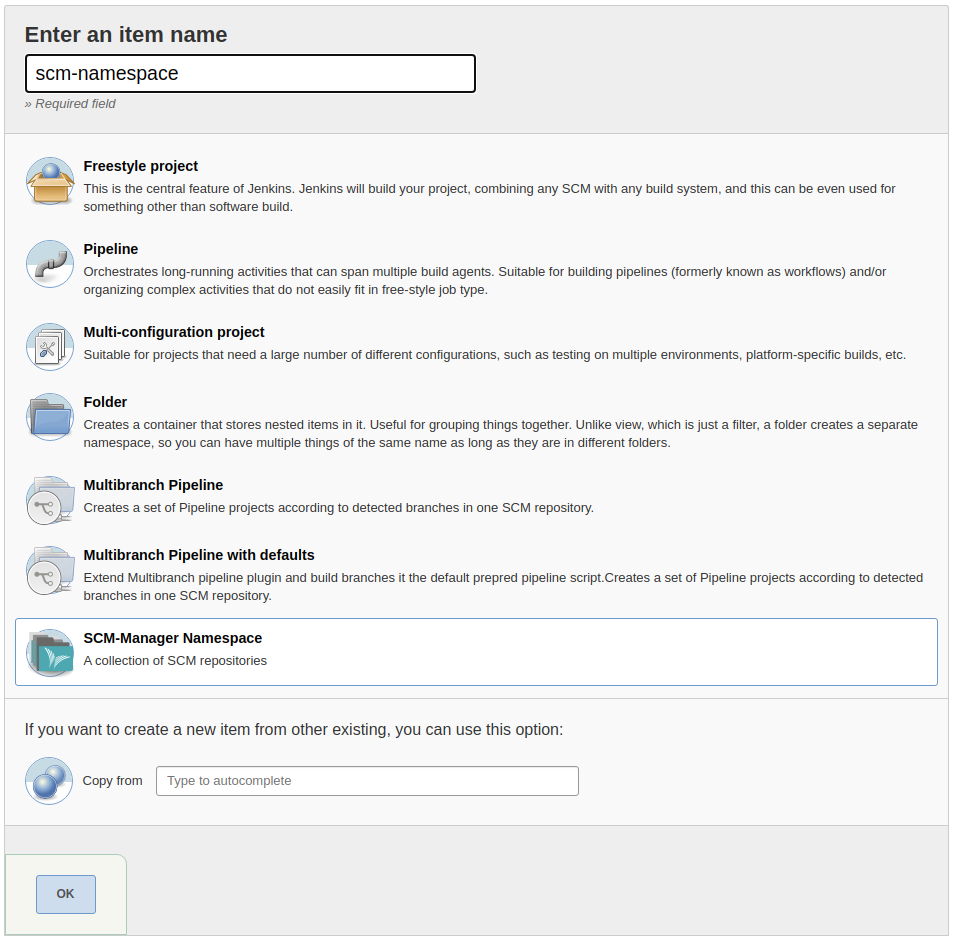 Enter an item name
scm-namespace
» Required field
Freestyle project
This is the central feature of Jenkins. Jenkins will build your project, combining any SCM with any build system, and this can be even used for
something other than software build.
Pipeline
Orchestrates long-running activities that can span multiple build agents. Suitable for building pipelines (formerly known as workflows) and/or
organizing complex activities that do not easily fit in free-style job type.
Multi-configuration project
Suitable for projects that need a large number of different configurations, such as testing on multiple environments, platform-specific builds, etc.
Folder
Creates a container that stores nested items in it. Useful for grouping things together. Unlike view, which is just a filter, a folder creates a separate
namespace, so you can have multiple things of the same name as long as they are in different folders.
Multibranch Pipeline
Creates a set of Pipeline projects according to detected branches in one SCM repository.
Multibranch Pipeline with defaults
Extend Multibranch pipeline plugin and build branches it the default prepred pipeline script.Creates a set of Pipeline projects according to detected
branches in one SCM repository.
SCM-Manager Namespace
A collection of SCM repositories
If you want to create a new item from other existing, you can use this option:
Copy from
Type to autocomplete
OK